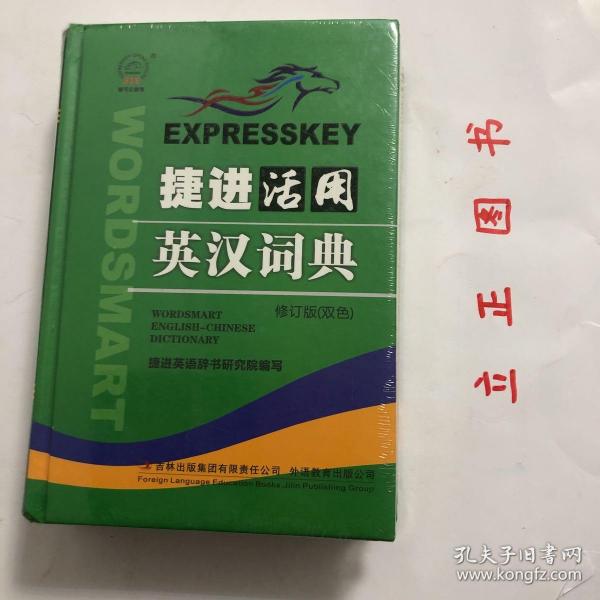 EXPRESSKEY
捷进活用
英汉词典
WORDSMART
ENGLISH-CHINESE
DICTIONARY
修订版(双色)
捷进英语辞书研究院编写
吉林出版集团有限责任公司 外语教育出版公司
Foreign Language Education Books Jilin Publishing Group
WORDSMART
立正图书
孔夫子旧书网
www.kongfz.com